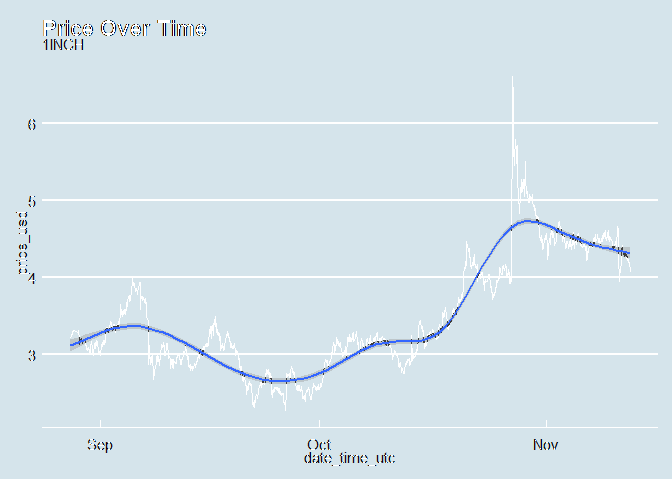 Price Over Time
1INCH
6
5
4
3
price_usd
Sep
Oct
Nov
date_time_utc